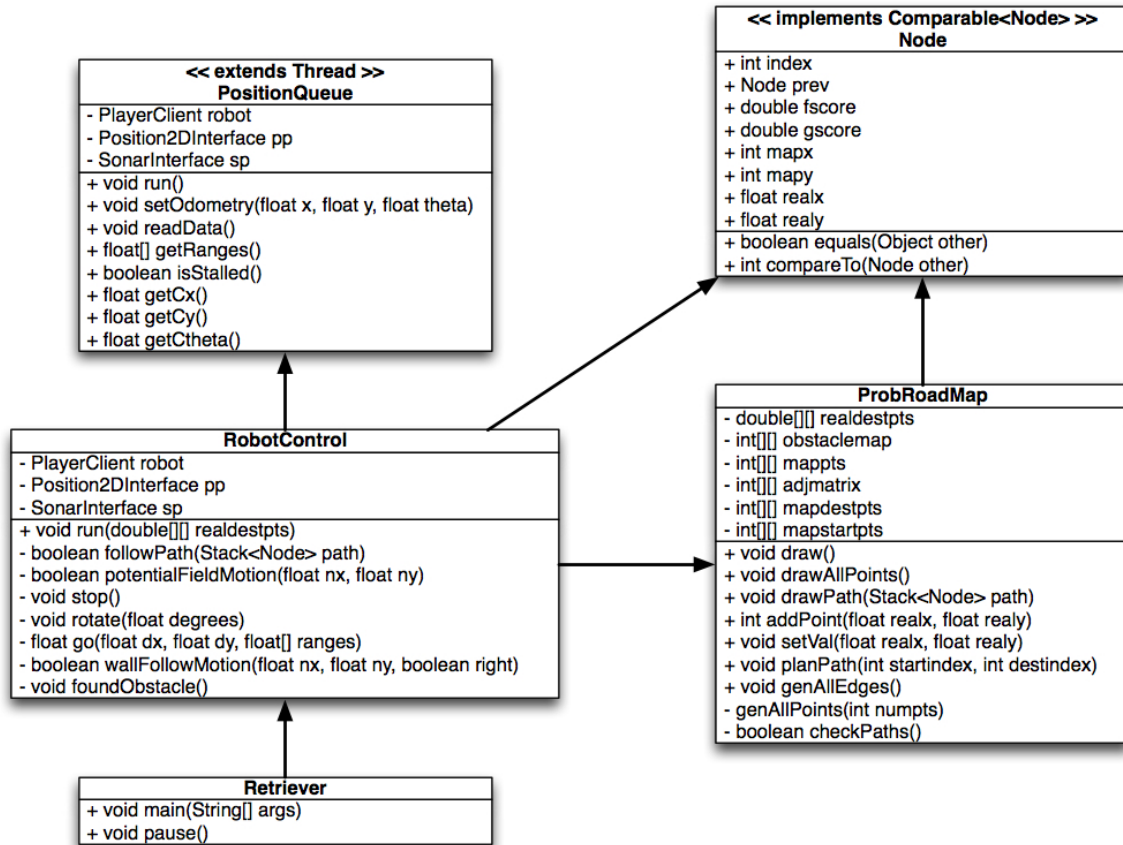 << extends Thread >>
PositionQueue
- PlayerClient robot
- Position2DInterface pp
- SonarInterface sp
+ void run()
+ void setOdometry(float x, float y, float theta)
+ void readData()
+ float[] getRanges()
+ boolean isStalled()
+ float getCx()
+ float getCy()
+ float getCtheta()
<< implements Comparable<Node> >>
Node
+ int index
+ Node prev
+ double fscore
+ double gscore
+ int mapx
+ int mapy
+ float realx
+ float realy
+ boolean equals(Object other)
+ int compareTo(Node other)
RobotControl
- PlayerClient robot
- Position2DInterface pp
- SonarInterface sp
+ void run(double[][] realdestpts)
- boolean followPath(Stack<Node> path)
- boolean potentialFieldMotion(float nx, float ny)
- void stop()
- void rotate(float degrees)
- float go(float dx, float dy, float[] ranges)
- boolean wallFollowMotion(float nx, float ny, boolean right)
- void foundObstacle()
ProbRoadMap
- double[][] realdestpts
- int[][] obstaclemap
- int[][] mappts
- int[][] adjmatrix
- int[][] mapdestpts
- int[][] mapstartpts
+ void draw()
+ void drawAllPoints()
+ void drawPath(Stack<Node> path)
+ int addPoint(float realx, float realy)
+ void setVal(float realx, float realy)
+ void planPath(int startindex, int destindex)
+ void genAllEdges()
- genAllPoints(int numpts)
- boolean checkPaths()
Retriever
+ void main(String[] args)
+ void pause()